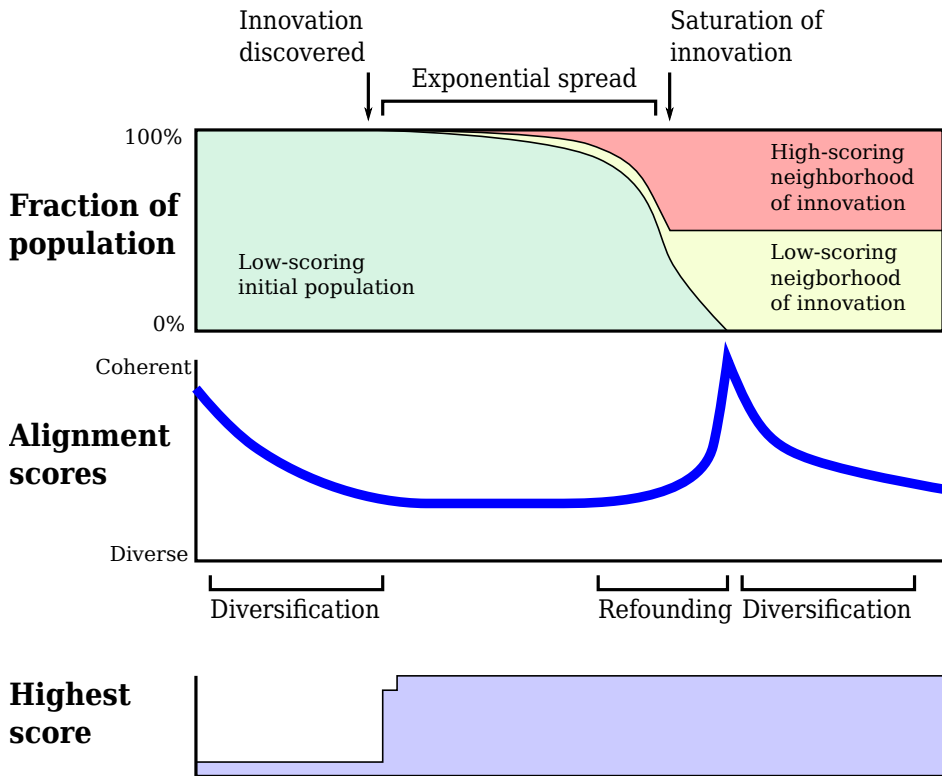 Innovation
discovered
Saturation of
innovation
Exponential spread
100%
Fraction of
population
0%
High-scoring
neighborhood
of innovation
Low-scoring
initial population
Low-scoring
neigborhood
of innovation
Coherent
Alignment
scores
Diverse
Diversification
Refounding
Diversification
Highest
score